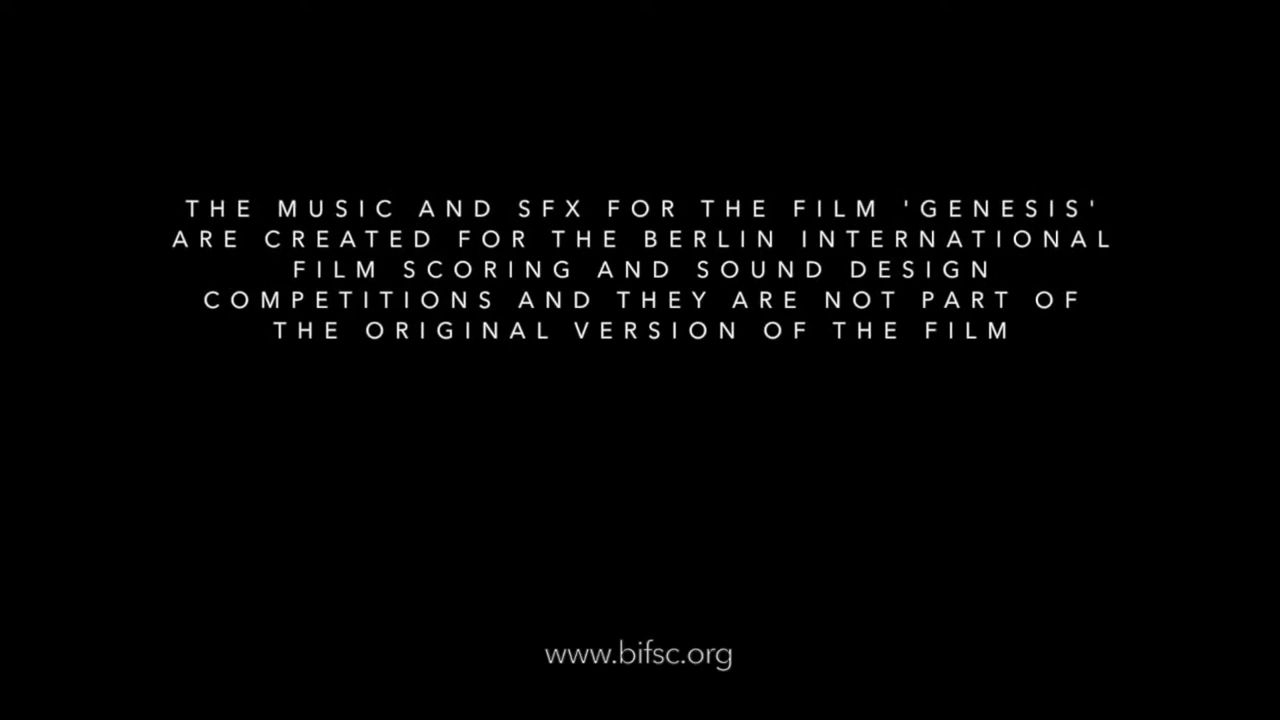 THE MUSIC AND SFX FOR THE FILM 'GENESIS'
ARE CREATED FOR THE BERLIN INTERNATIONAL
FILM SCORING AND SOUND DESIGN
COMPETITIONS AND THEY ARE NOT PART OF
THE ORIGINAL VERSION OF THE FILM
www.bifsc.org